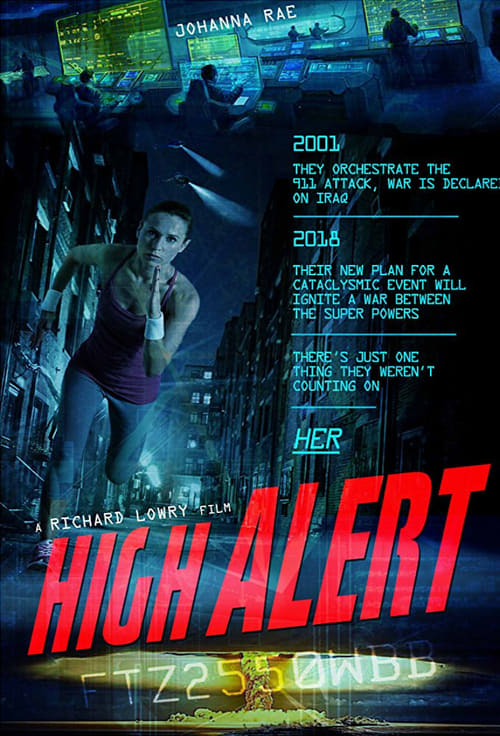 JOHANNA RAE
2001
THEY ORCHESTRATE THE
911 ATTACK, WAR IS DECLARE
ON IRAQ
2018
THEIR NEW PLAN FOR A
CATACLYSMIC EVENT WILL
IGNITE A WAR BETWEEN
THE SUPER POWERS
THERE'S JUST ONE
THING THEY WEREN'T
COUNTING ON
HER
A RICHARD LOWRY FILM
HIGH ALERT
FTZ2550WBB